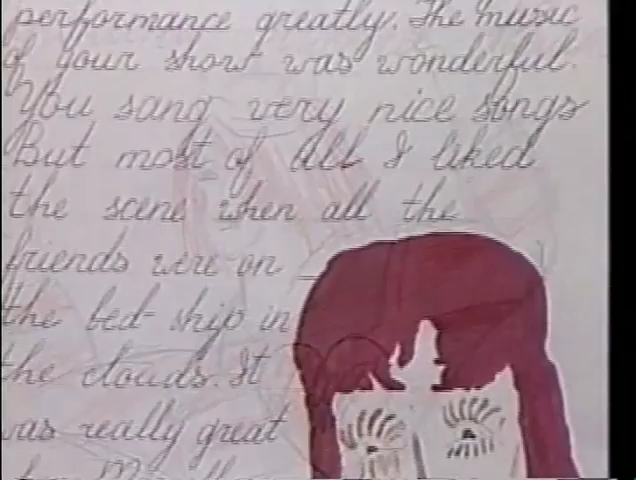 performance greatly. The music
of your show was wonderful.
You sang very nice songs
But most of All I liked
the scene when all the
friends were on
the bed-ship in
the clouds. It
was really great